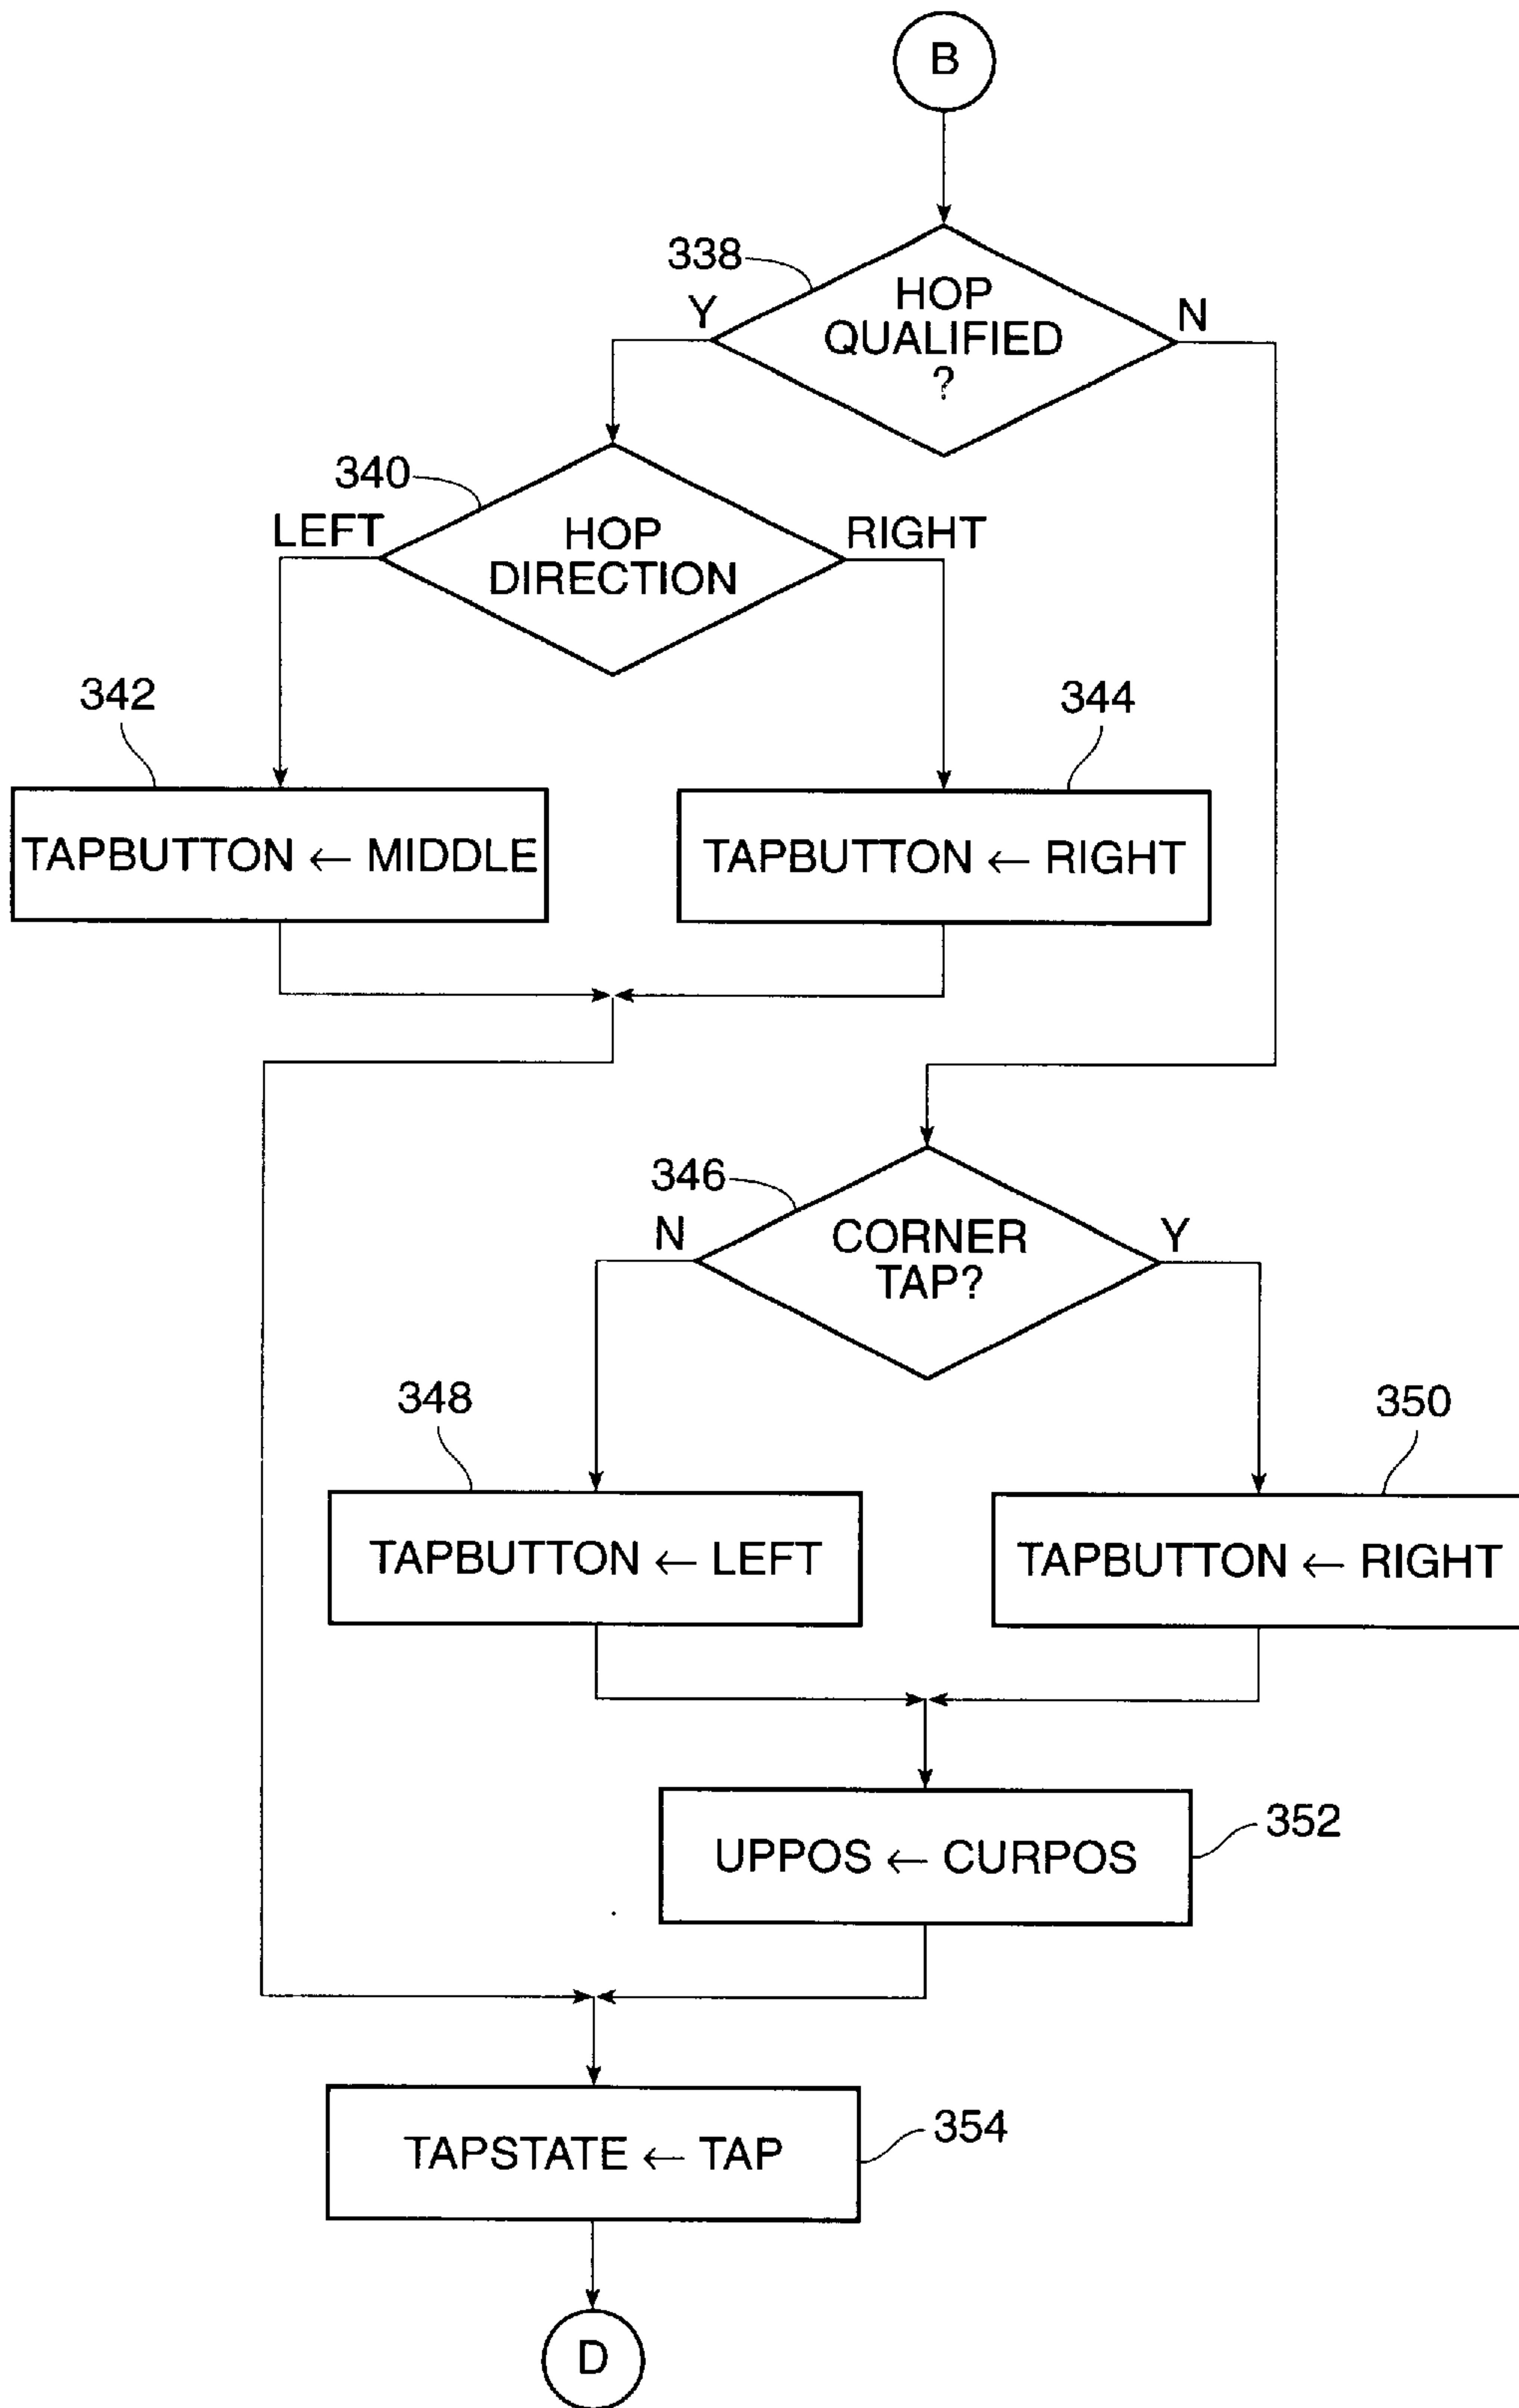 B
338
Y
N
HOP
QUALIFIED
?
340
LEFT
RIGHT
HOP
DIRECTION
342
344
TAPBUTTON ← MIDDLE
TAPBUTTON ← RIGHT
346
N
Y
CORNER
TAP?
348
350
TAPBUTTON ← LEFT
TAPBUTTON ← RIGHT
UPPOS ← CURPOS
352
TAPSTATE ← TAP
354
D